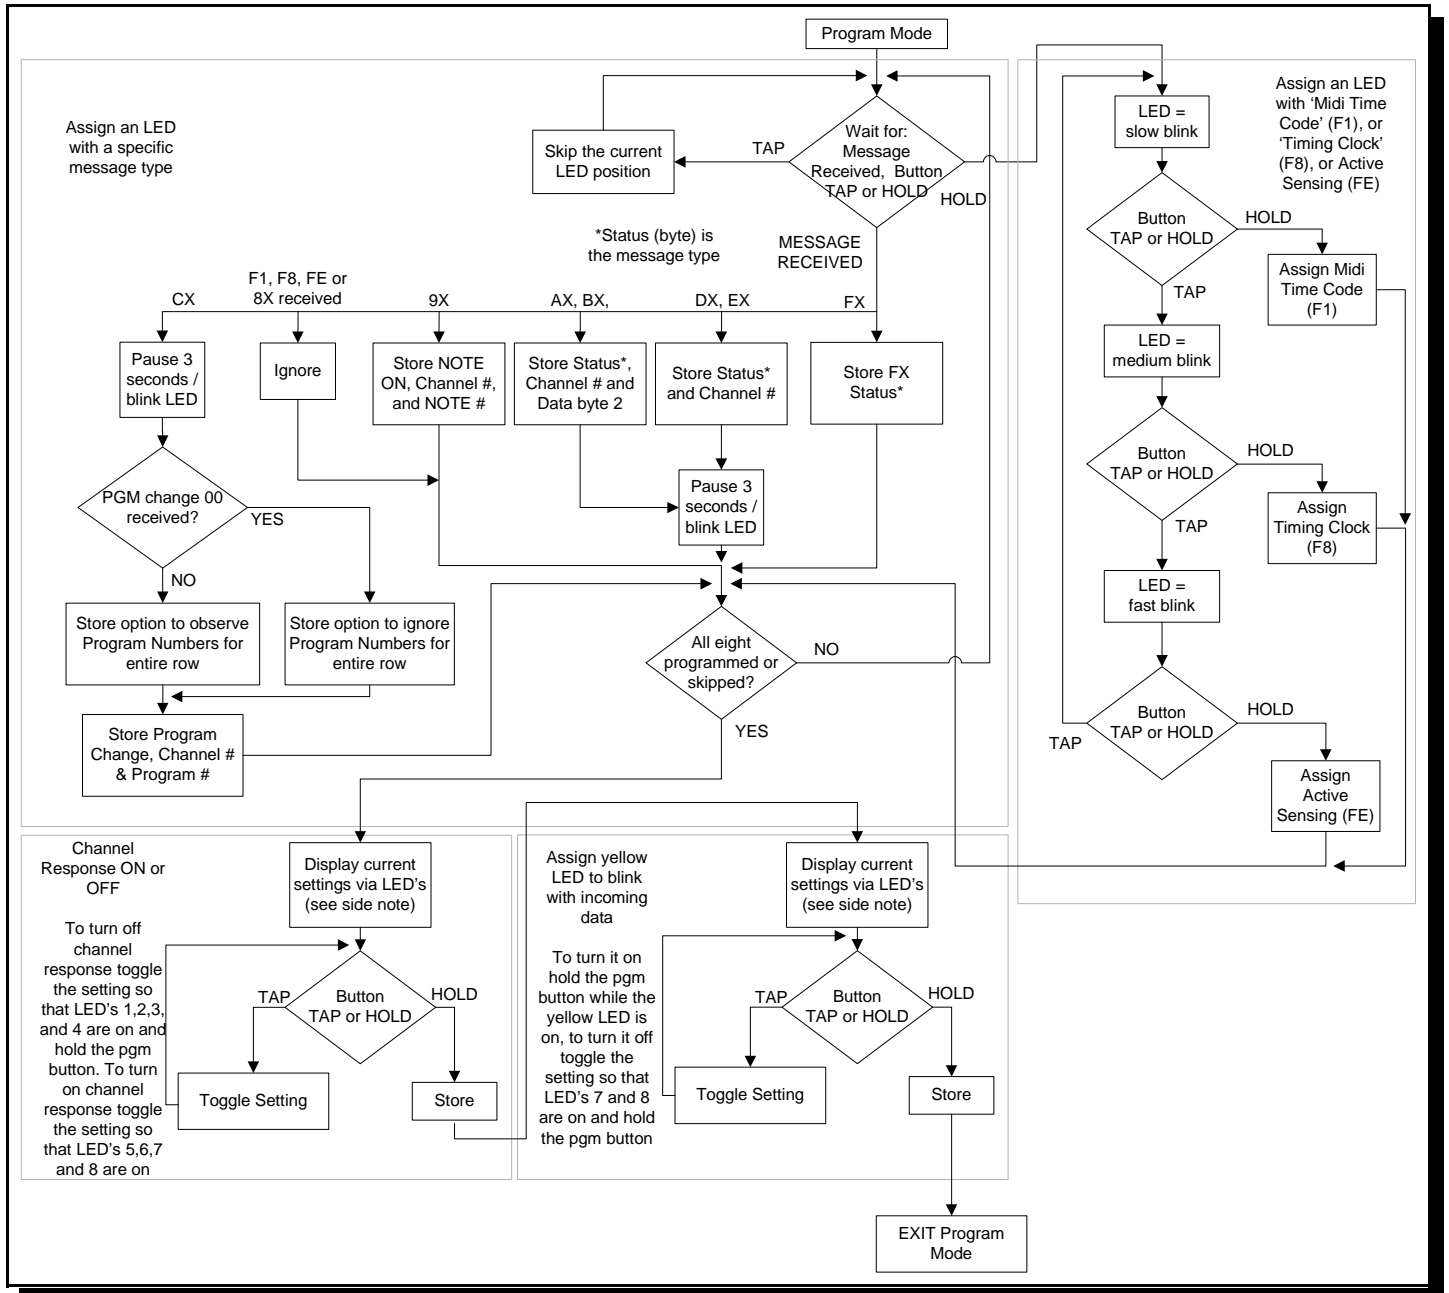 Program Mode
Assign an LED
with a specific
message type
Skip the current
LED position
TAP
Wait for:
Message
Received,  Button
TAP or HOLD
HOLD
*Status (byte) is
the message type
MESSAGE
RECEIVED
CX
F1, F8, FE or
8X received
9X
AX, BX,
DX, EX
FX
Pause 3
seconds /
blink LED
Ignore
Store NOTE
ON, Channel #,
and NOTE #
Store Status*,
Channel # and
Data byte 2
Store Status*
and Channel #
Store FX
Status*
Pause 3
seconds /
blink LED
PGM change 00
received?
YES
NO
Store option to observe
Program Numbers for
entire row
Store option to ignore
Program Numbers for
entire row
Store Program
Change, Channel #
& Program #
All eight
programmed or
skipped?
NO
YES
Assign an LED
with ‘Midi Time
Code’ (F1), or
‘Timing Clock’
(F8), or Active
Sensing (FE)
LED =
slow blink
Button
TAP or HOLD
HOLD
Assign Midi
Time Code
(F1)
TAP
LED =
medium blink
Button
TAP or HOLD
HOLD
Assign
Timing Clock
(F8)
TAP
LED =
fast blink
Button
TAP or HOLD
HOLD
TAP
Assign
Active
Sensing (FE)
Channel
Response ON or
OFF
To turn off
channel
response toggle
the setting so
that LED’s 1,2,3,
and 4 are on and
hold the pgm
button. To turn
on channel
response toggle
the setting so
that LED’s 5,6,7
and 8 are on
Display current
settings via LED’s
(see side note)
Button
TAP or HOLD
TAP
HOLD
Toggle Setting
Store
Assign yellow
LED to blink
with incoming
data
To turn it on
hold the pgm
button while the
yellow LED is
on, to turn it off
toggle the
setting so that
LED’s 7 and 8
are on and hold
the pgm button
Display current
settings via LED’s
(see side note)
Button
TAP or HOLD
TAP
HOLD
Toggle Setting
Store
EXIT Program
Mode